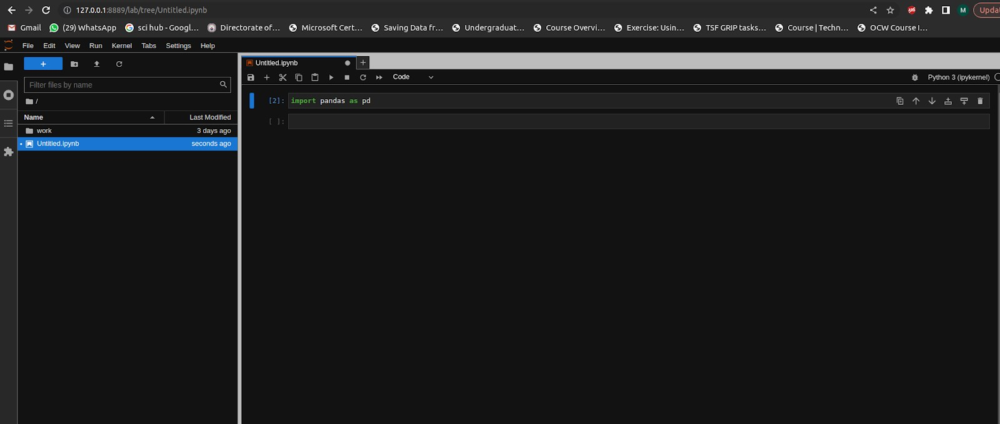 127.0.0.1:8889/lab/tree/Untitled.ipynb
M
Updat
Gmail (29) WhatsApp sci hub - Googl... Directorate of... Microsoft Cert... Saving Data fr... Undergraduat... Course Overvi... Exercise: Usin... TSF GRIP tasks... Course | Techn... OCW Course I...
File Edit View Run Kernel Tabs Settings Help
+
Filter files by name
/
Name Last Modified
work 3 days ago
Untitled.ipynb seconds ago
Untitled.ipynb
Code
Python 3 (ipykernel)
[2]: import pandas as pd
[ ]: